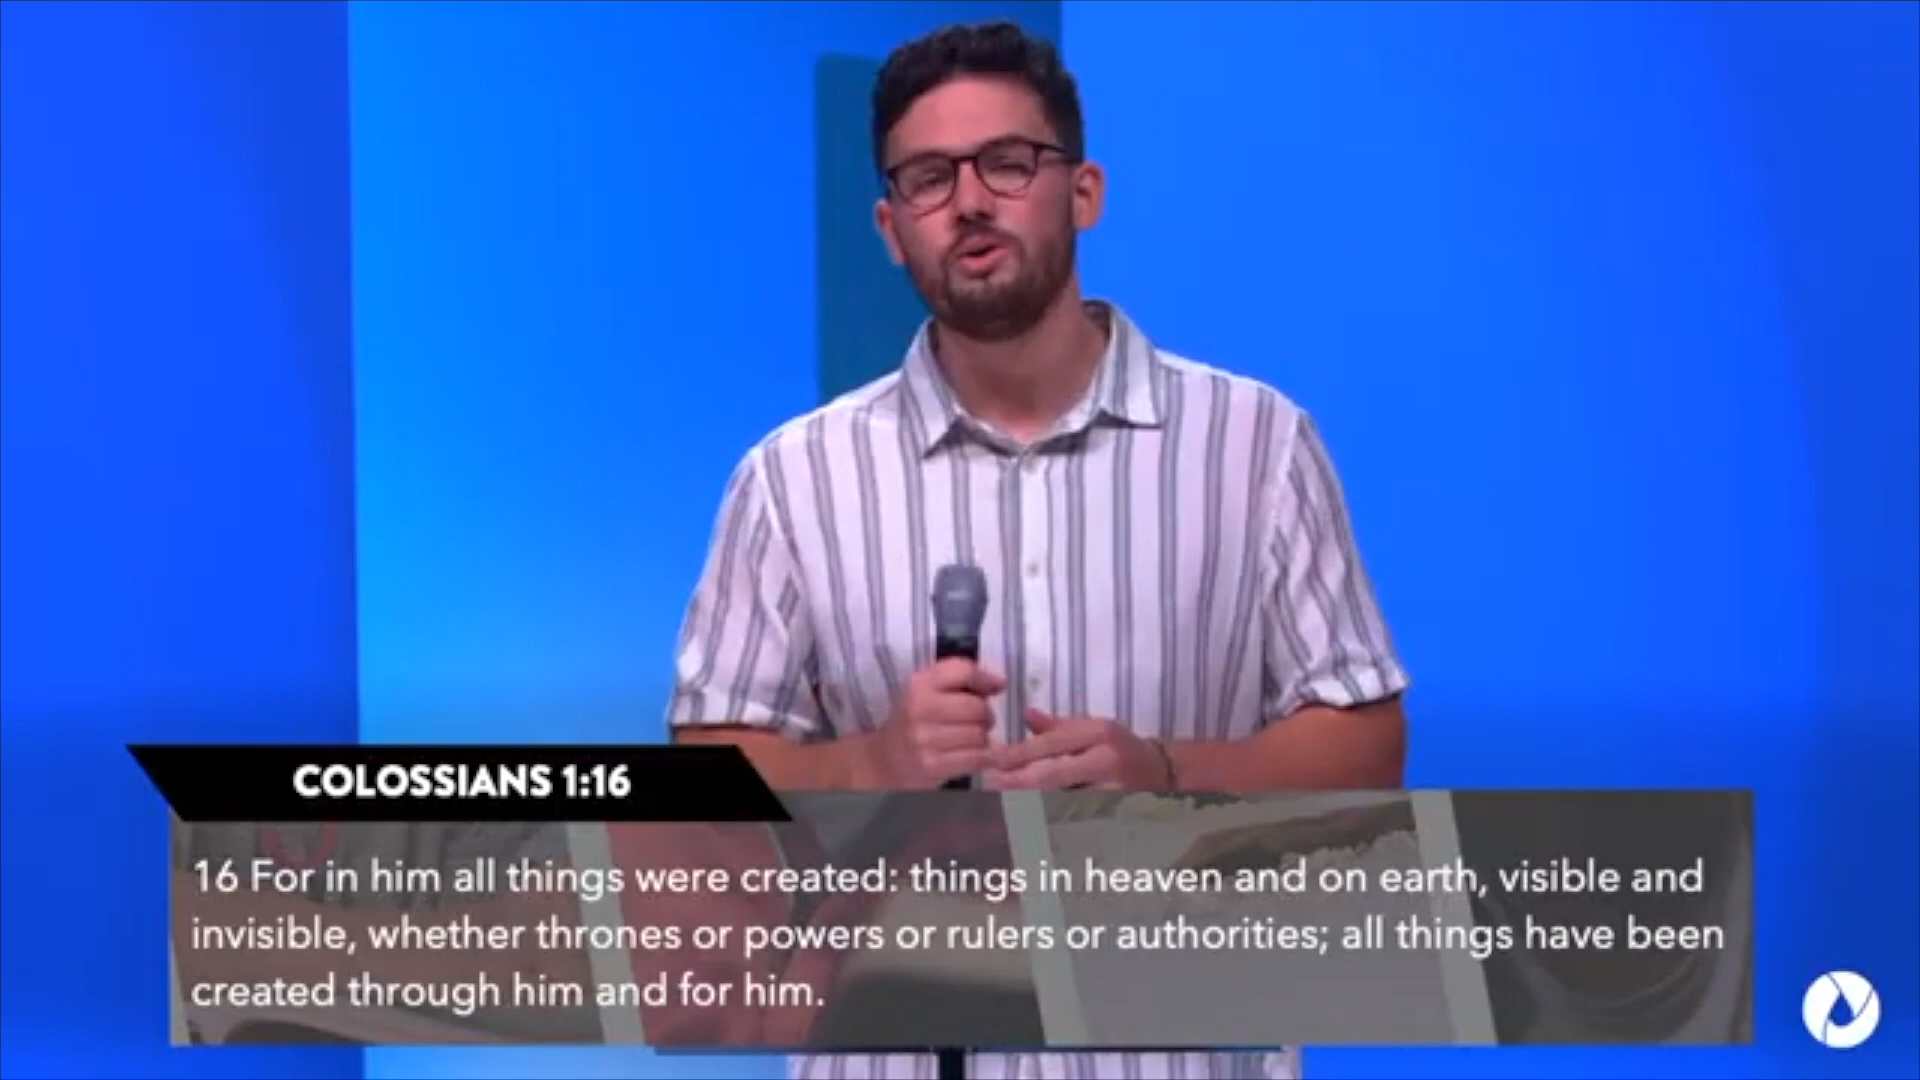 COLOSSIANS 1:16
16 For in him all things were created: things in heaven and on earth, visible and
invisible, whether thrones or powers or rulers or authorities; all things have been
created through him and for him.